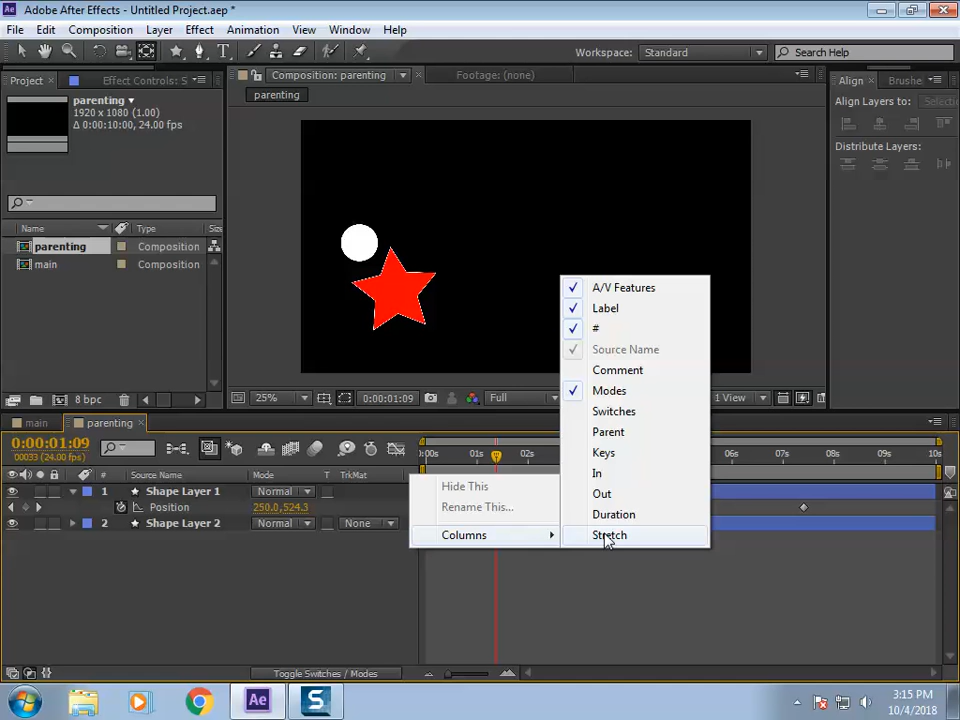 Ae Adobe After Effects - Untitled Project.aep *
File Edit Composition Layer Effect Animation View Window Help
Workspace: Standard Search Help
Project Effect Controls: S Composition: parenting Footage: (none) Align Brushe
parenting
parenting
1920 x 1080 (1.00)
Δ 0:00:10:00, 24.00 fps
Align Layers to: Selecti
Distribute Layers:
Name Type Size
parenting Composition
main Composition
8 bpc 25% 0:00:01:09 Full 1 View
A/V Features
Label
#
Source Name
Comment
Modes
Switches
Parent
Keys
In
Out
Duration
Stretch
main parenting
0:00:01:09
00033 (24.00 fps)
:00s 01s 02s 06s 07s 08s 09s 10s
# Source Name Mode T TrkMat
1 Shape Layer 1 Normal
Position 250.0,524.3
2 Shape Layer 2 Normal None
Hide This
Rename This...
Columns
Toggle Switches / Modes
Ae S
3:15 PM
10/4/2018